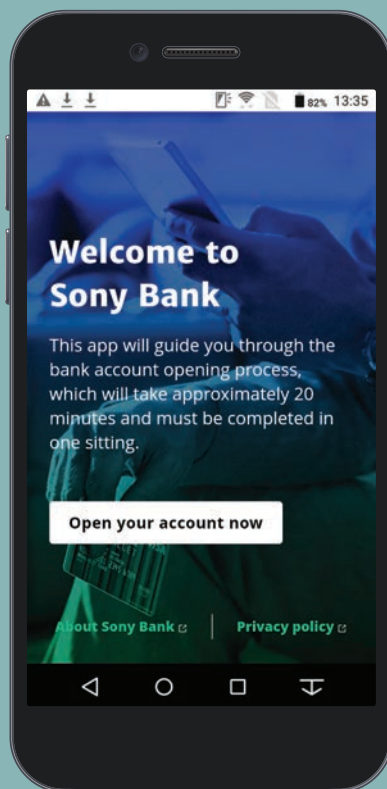 82% 13:35
Welcome to
Sony Bank
This app will guide you through the
bank account opening process,
which will take approximately 20
minutes and must be completed in
one sitting.
Open your account now
About Sony Bank
Privacy policy